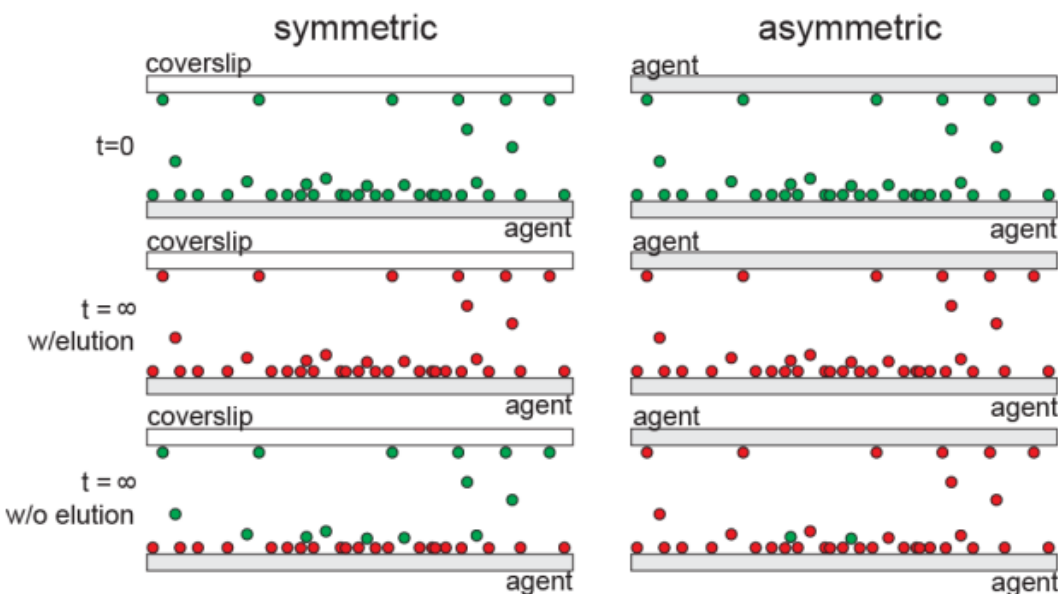 symmetric
asymmetric
coverslip
agent
t=0
agent
agent
coverslip
agent
t = ∞
w/elution
agent
agent
coverslip
agent
t = ∞
w/o elution
agent
agent